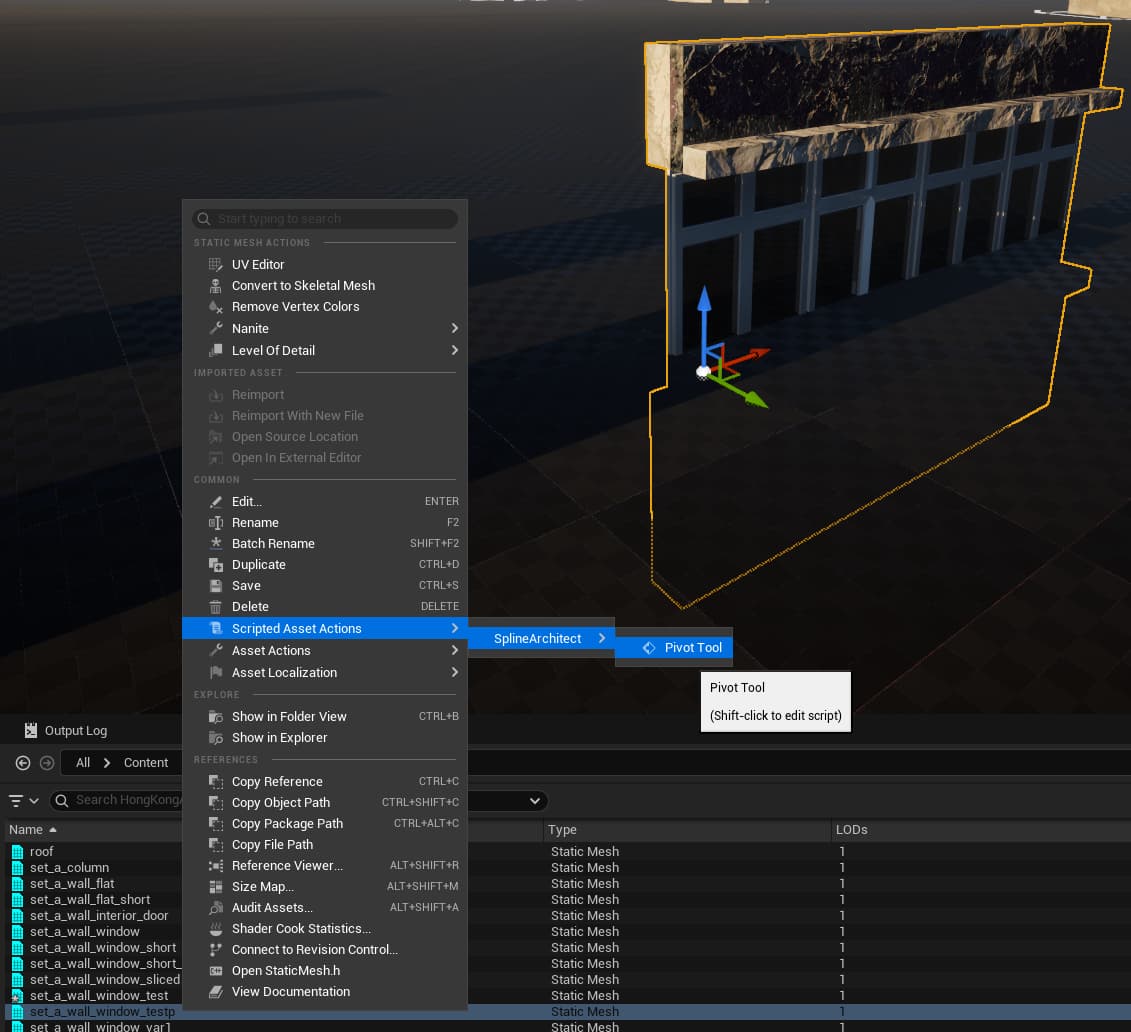 Start typing to search
STATIC MESH ACTIONS
UV Editor
Convert to Skeletal Mesh
Remove Vertex Colors
Nanite
Level Of Detail
IMPORTED ASSET
Reimport
Reimport With New File
Open Source Location
Open In External Editor
COMMON
Edit... ENTER
Rename F2
Batch Rename SHIFT+F2
Duplicate CTRL+D
Save CTRL+S
Delete DELETE
Scripted Asset Actions
SplineArchitect
Pivot Tool
Pivot Tool
(Shift-click to edit script)
Asset Actions
Asset Localization
EXPLORE
Show in Folder View CTRL+B
Show in Explorer
REFERENCES
Copy Reference CTRL+C
Copy Object Path CTRL+SHIFT+C
Copy Package Path CTRL+ALT+C
Copy File Path
Reference Viewer... ALT+SHIFT+R
Size Map... ALT+SHIFT+M
Audit Assets... ALT+SHIFT+A
Shader Cook Statistics...
Connect to Revision Control...
Open StaticMesh.h
View Documentation
Output Log
All Content
Search HongKong
Name Type LODs
roof Static Mesh 1
set_a_column Static Mesh 1
set_a_wall_flat Static Mesh 1
set_a_wall_flat_short Static Mesh 1
set_a_wall_interior_door Static Mesh 1
set_a_wall_window Static Mesh 1
set_a_wall_window_short Static Mesh 1
set_a_wall_window_short_ Static Mesh 1
set_a_wall_window_sliced Static Mesh 1
set_a_wall_window_test Static Mesh 1
set_a_wall_window_testp Static Mesh 1
set_a_wall_window_var1 Static Mesh 1